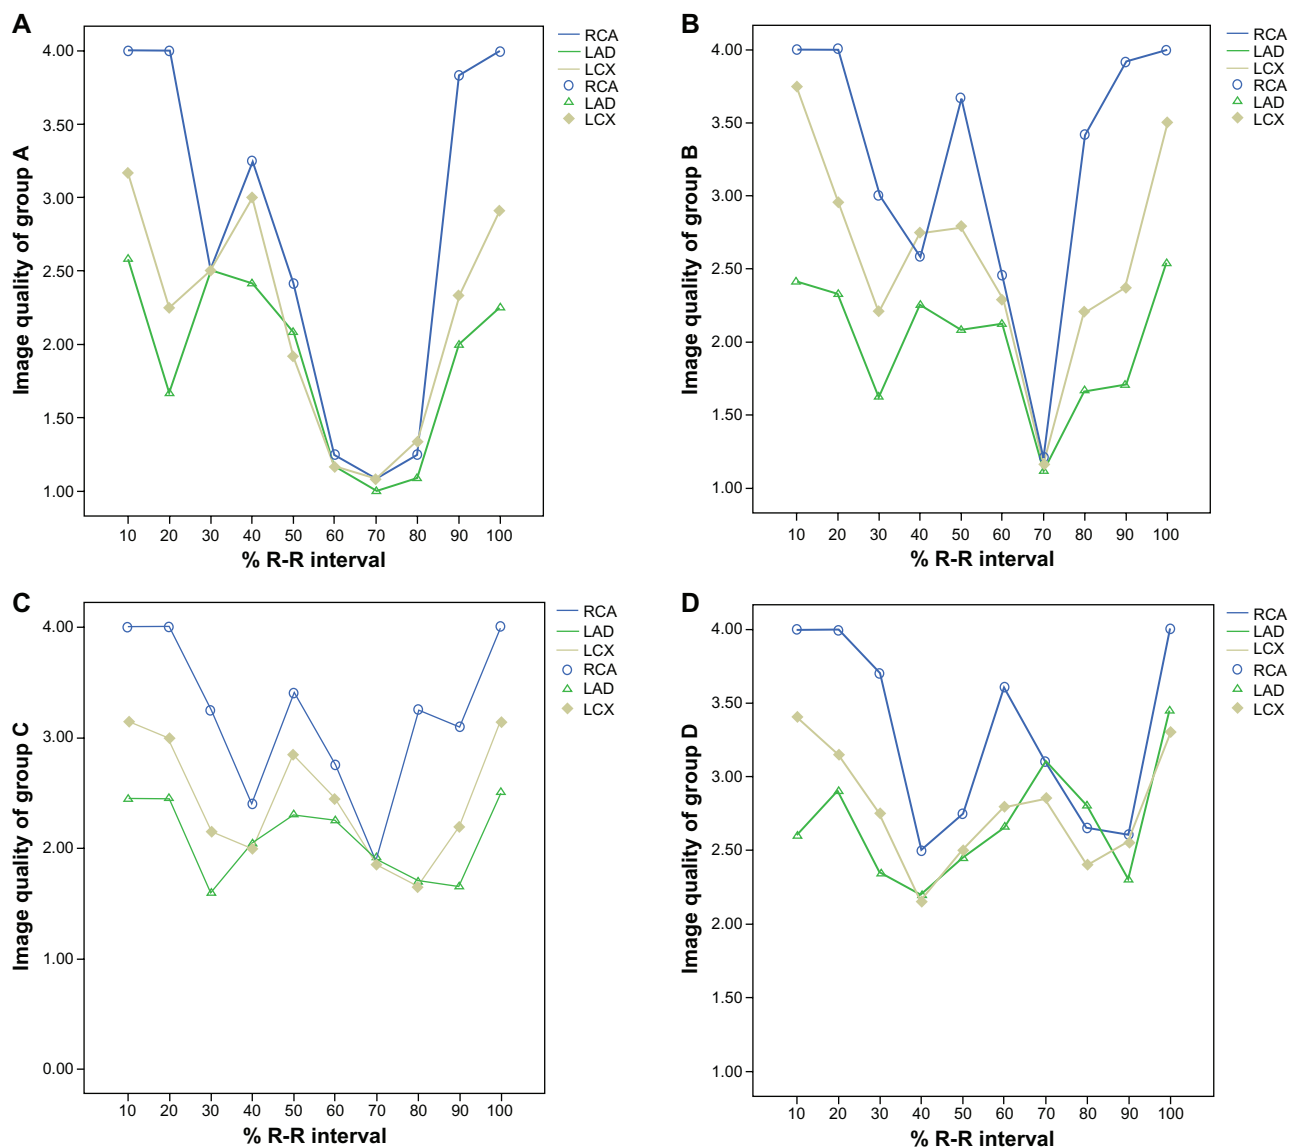 A
Image quality of group A
4.00
3.50
3.00
2.50
2.00
1.50
1.00
10 20 30 40 50 60 70 80 90 100
% R-R interval
RCA
LAD
LCX
RCA
LAD
LCX
B
Image quality of group B
4.00
3.50
3.00
2.50
2.00
1.50
1.00
10 20 30 40 50 60 70 80 90 100
% R-R interval
RCA
LAD
LCX
RCA
LAD
LCX
C
Image quality of group C
4.00
3.00
2.00
1.00
0.00
10 20 30 40 50 60 70 80 90 100
% R-R interval
RCA
LAD
LCX
RCA
LAD
LCX
D
Image quality of group D
4.00
3.50
3.00
2.50
2.00
1.50
1.00
10 20 30 40 50 60 70 80 90 100
% R-R interval
RCA
LAD
LCX
RCA
LAD
LCX